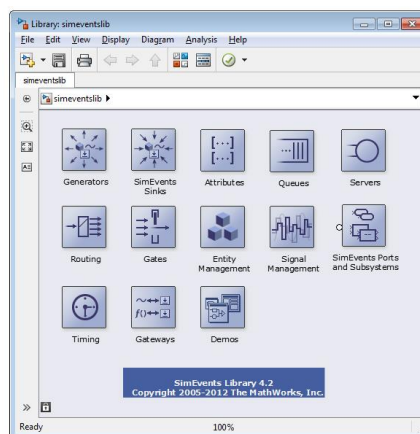 Library: simeventslib
File Edit View Display Diagram Analysis Help
simeventslib
simeventslib
Generators
SimEvents
Sinks
Attributes
[...]
[...]
Queues
Servers
Routing
Gates
Entity
Management
Signal
Management
SimEvents Ports
and Subsystems
Timing
Gateways
f()
Demos
SimEvents Library 4.2
Copyright 2005-2012 The MathWorks, Inc.
Ready 100%